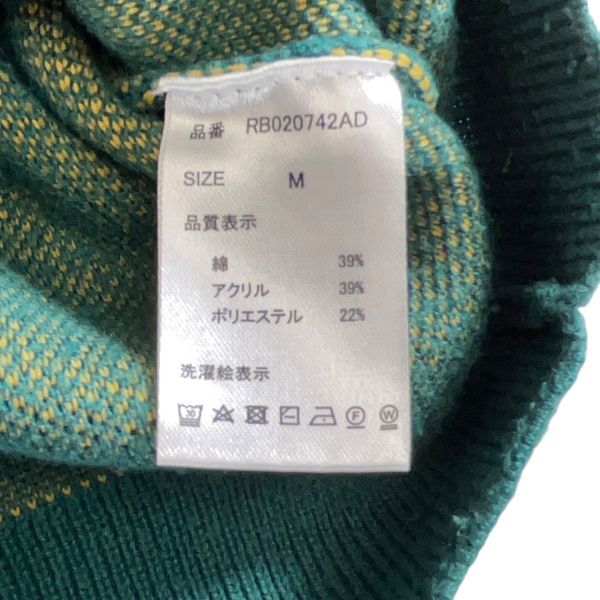 品番 RB020742AD
SIZE M
品質表示
綿 39%
アクリル 39%
ポリエステル 22%
洗濯絵表示
30 F W